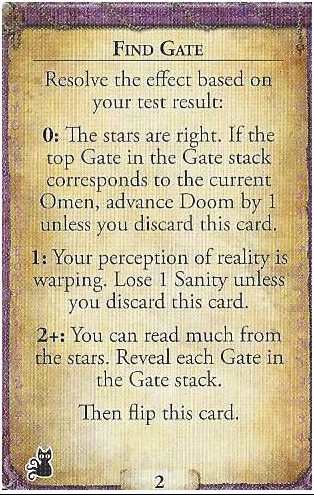 FIND GATE
Resolve the effect based on
your test result:
0: The stars are right. If the
top Gate in the Gate stack
corresponds to the current
Omen, advance Doom by 1
unless you discard this card.
1: Your perception of reality is
warping. Lose 1 Sanity unless
you discard this card.
2+: You can read much from
the stars. Reveal each Gate in
the Gate stack.
Then flip this card.
2